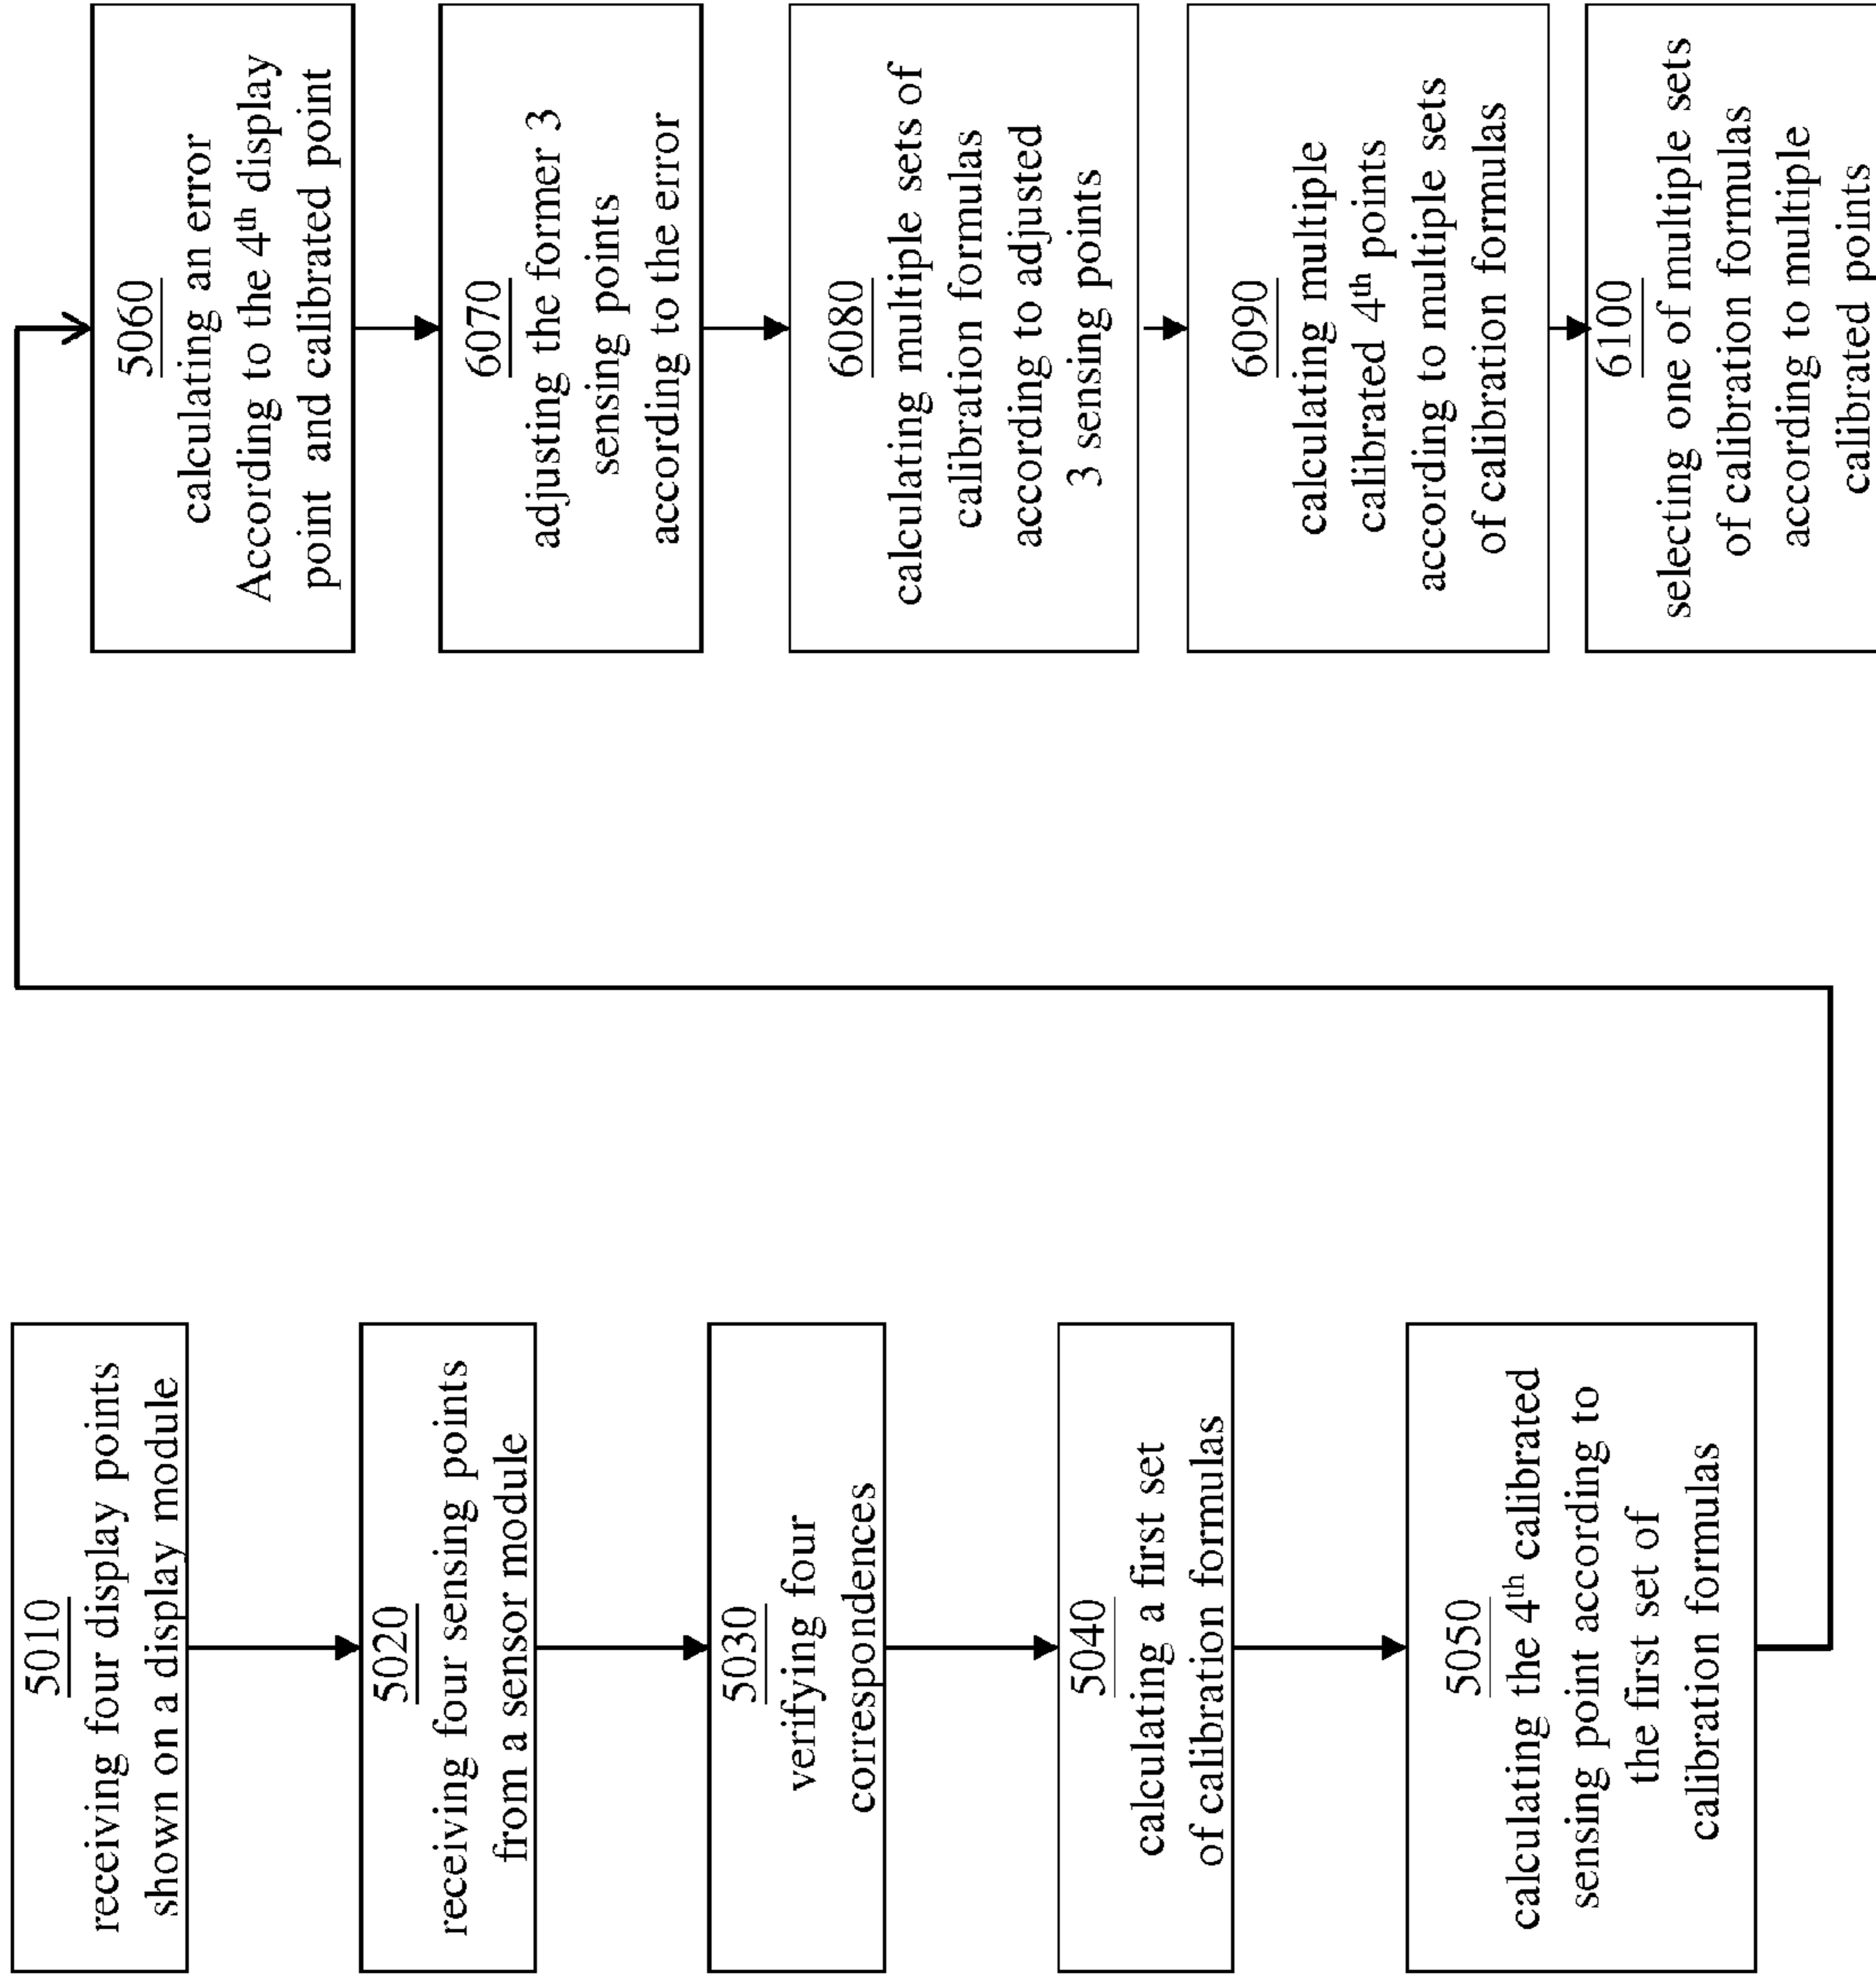 5010
receiving four display points
shown on a display module
5020
receiving four sensing points
from a sensor module
5030
verifying four
correspondences
5040
calculating a first set
of calibration formulas
5050
calculating the 4th calibrated
sensing point according to
the first set of
calibration formulas
5060
calculating an error
According to the 4th display
point and calibrated point
6070
adjusting the former 3
sensing points
according to the error
6080
calculating multiple sets of
calibration formulas
according to adjusted
3 sensing points
6090
calculating multiple
calibrated 4th points
according to multiple sets
of calibration formulas
6100
selecting one of multiple sets
of calibration formulas
according to multiple
calibrated points